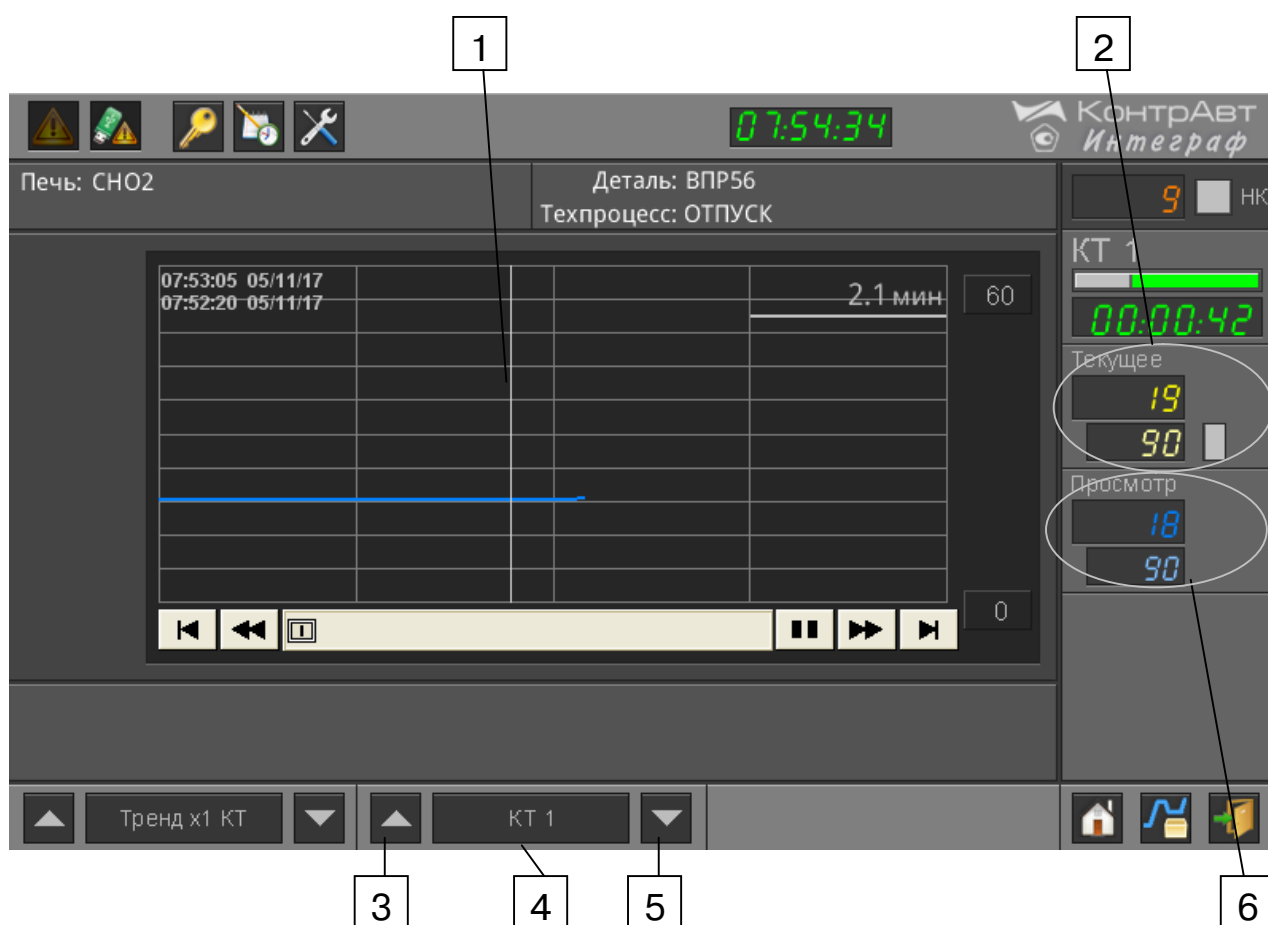 1
2
07:54:34
КонтрАвт
Интеграф
Печь: СНО2
Деталь: ВПР56
Техпроцесс: ОТПУСК
9
НК
07:53:05 05/11/17
07:52:20 05/11/17
2.1 мин
60
0
КТ 1
00:00:42
Текущее
19
90
Просмотр
18
90
Тренд x1 КТ
КТ 1
3
4
5
6